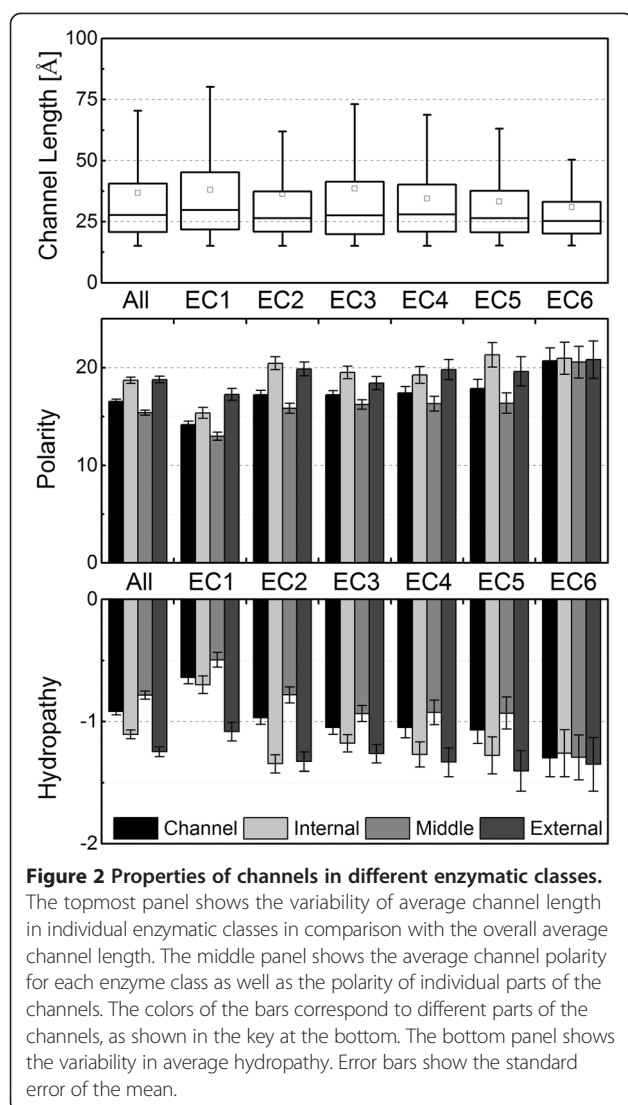 100
75
50
25
0
Channel Length [Å]
All EC1 EC2 EC3 EC4 EC5 EC6
20
10
0
Polarity
All EC1 EC2 EC3 EC4 EC5 EC6
0
-1
-2
Hydropathy
Channel Internal Middle External
Figure 2 Properties of channels in different enzymatic classes.
The topmost panel shows the variability of average channel length
in individual enzymatic classes in comparison with the overall average
channel length. The middle panel shows the average channel polarity
for each enzyme class as well as the polarity of individual parts of the
channels. The colors of the bars correspond to different parts of the
channels, as shown in the key at the bottom. The bottom panel shows
the variability in average hydropathy. Error bars show the standard
error of the mean.